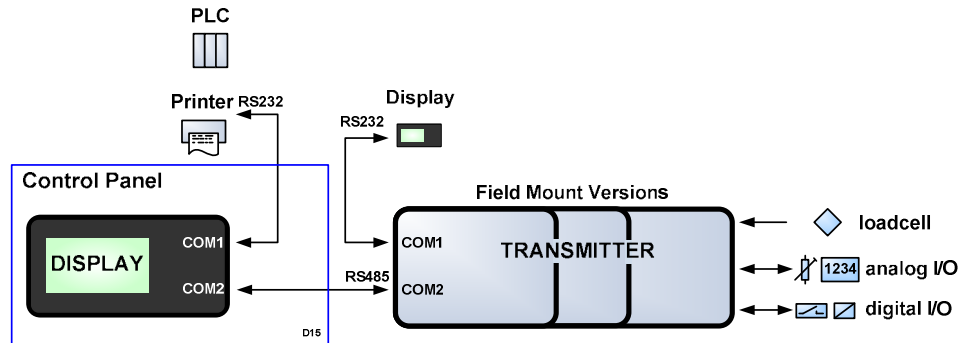 PLC
Printer RS232
Display
RS232
Control Panel
Field Mount Versions
COM1
DISPLAY
COM2
D15
RS485
COM1
TRANSMITTER
COM2
loadcell
1234 analog I/O
digital I/O